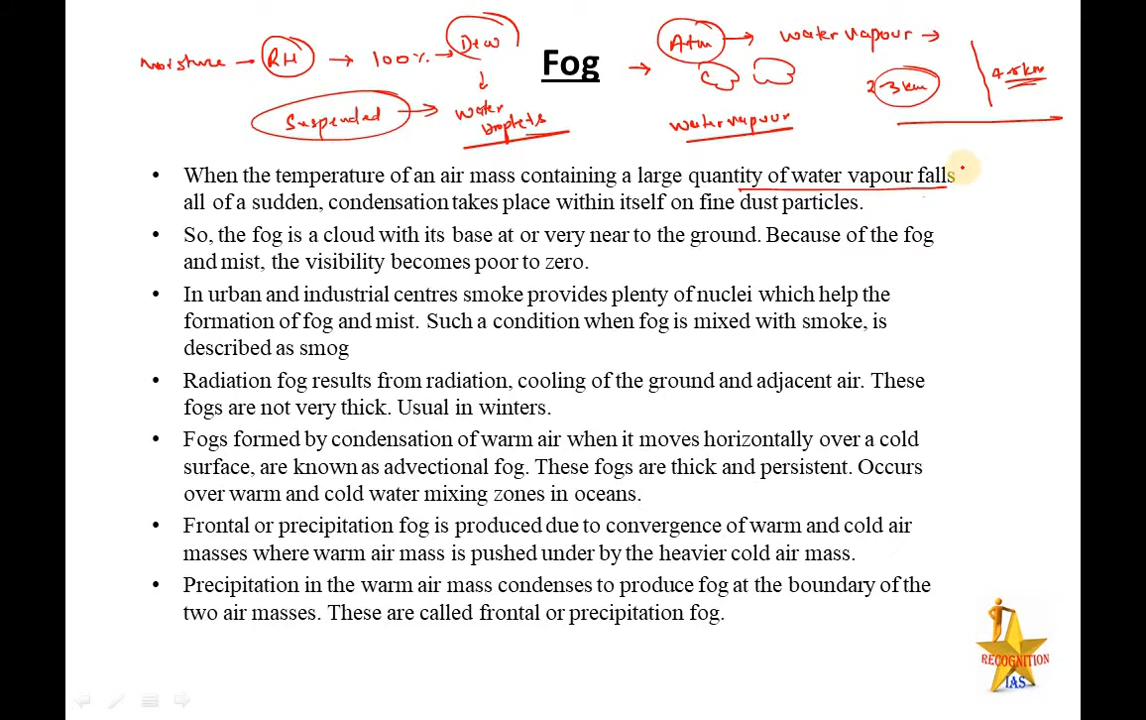 moisture → RH → 100% → Dew
Fog
→ Atm → water vapour →
2-3 km
4-5 km
Suspended → water
droplets
water vapour
• When the temperature of an air mass containing a large quantity of water vapour falls
all of a sudden, condensation takes place within itself on fine dust particles.
• So, the fog is a cloud with its base at or very near to the ground. Because of the fog
and mist, the visibility becomes poor to zero.
• In urban and industrial centres smoke provides plenty of nuclei which help the
formation of fog and mist. Such a condition when fog is mixed with smoke, is
described as smog
• Radiation fog results from radiation, cooling of the ground and adjacent air. These
fogs are not very thick. Usual in winters.
• Fogs formed by condensation of warm air when it moves horizontally over a cold
surface, are known as advectional fog. These fogs are thick and persistent. Occurs
over warm and cold water mixing zones in oceans.
• Frontal or precipitation fog is produced due to convergence of warm and cold air
masses where warm air mass is pushed under by the heavier cold air mass.
• Precipitation in the warm air mass condenses to produce fog at the boundary of the
two air masses. These are called frontal or precipitation fog.
RECOGNITION
IAS